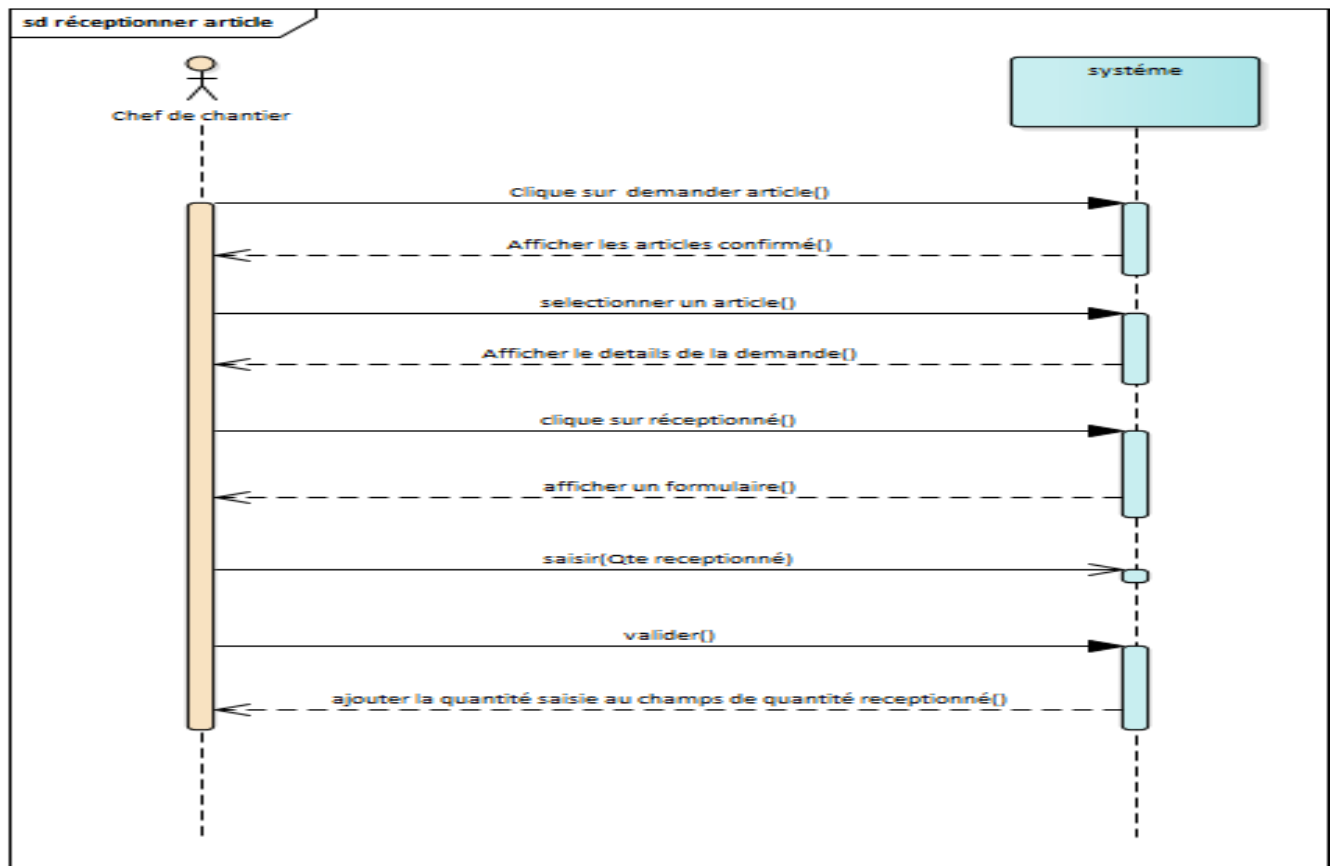 sd réceptionner article
Chef de chantier
systéme
Clique sur demander article()
Afficher les articles confirmé()
selectionner un article()
Afficher le details de la demande()
clique sur réceptionné()
afficher un formulaire()
saisir(Qte receptionné)
valider()
ajouter la quantité saisie au champs de quantité receptionné()